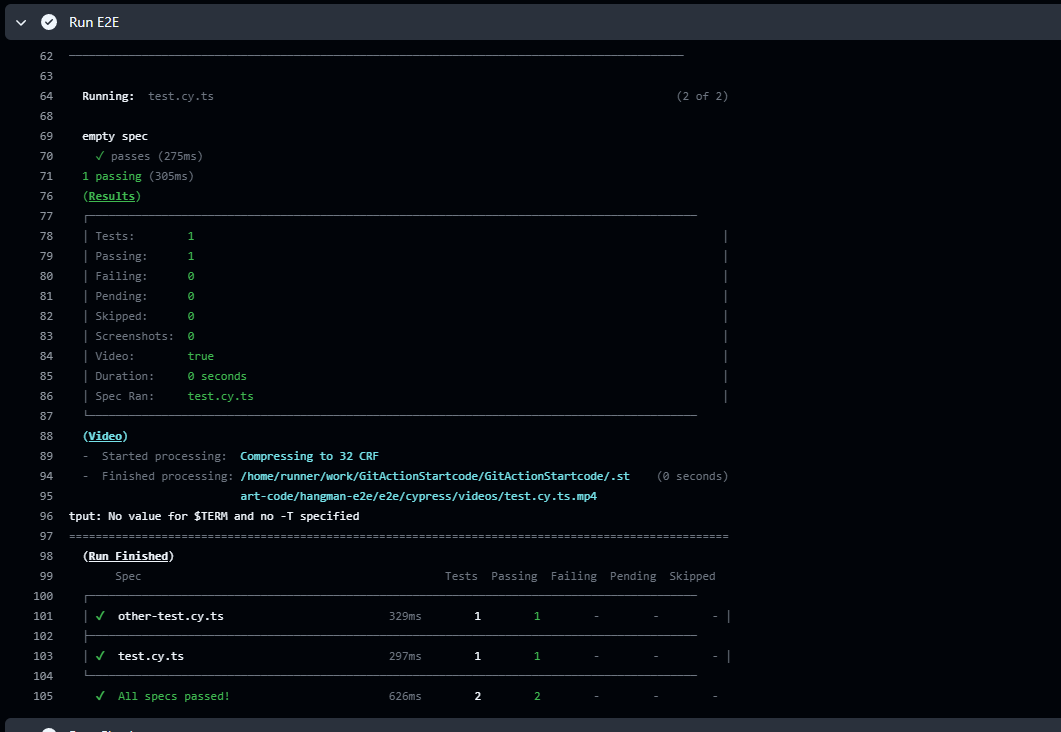 Run E2E
62
63
64 Running: test.cy.ts (2 of 2)
68
69 empty spec
70 ✓ passes (275ms)
71 1 passing (305ms)
76 (Results)
77
78 | Tests: 1 |
79 | Passing: 1 |
80 | Failing: 0 |
81 | Pending: 0 |
82 | Skipped: 0 |
83 | Screenshots: 0 |
84 | Video: true |
85 | Duration: 0 seconds |
86 | Spec Ran: test.cy.ts |
87
88 (Video)
89 - Started processing: Compressing to 32 CRF
94 - Finished processing: /home/runner/work/GitActionStartcode/GitActionStartcode/.st (0 seconds)
95 art-code/hangman-e2e/e2e/cypress/videos/test.cy.ts.mp4
96 tput: No value for $TERM and no -T specified
97 ====================================================================================================
98 (Run Finished)
99 Spec Tests Passing Failing Pending Skipped
100
101 | ✓ other-test.cy.ts 329ms 1 1 - - - |
102
103 | ✓ test.cy.ts 297ms 1 1 - - - |
104
105 ✓ All specs passed! 626ms 2 2 - - -